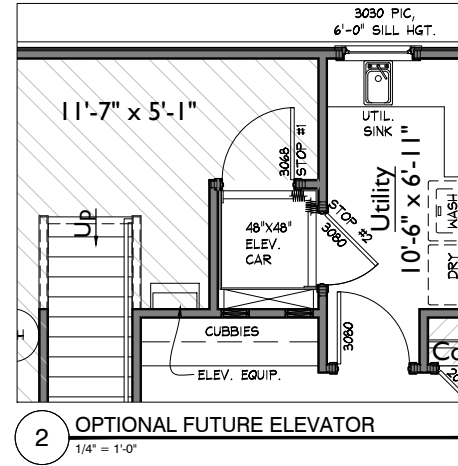 3030 PIC,
6'-0" SILL HGT.
11'-7" x 5'-1"
UTIL.
SINK
3068
STOP #1
Utility
10'-6" x 6'-11"
WASH
UP
48"X48"
ELEV.
CAR
STOP #2
3080
DRY
CUBBIES
3080
ELEV. EQUIP.
2
OPTIONAL FUTURE ELEVATOR
1/4" = 1'-0"